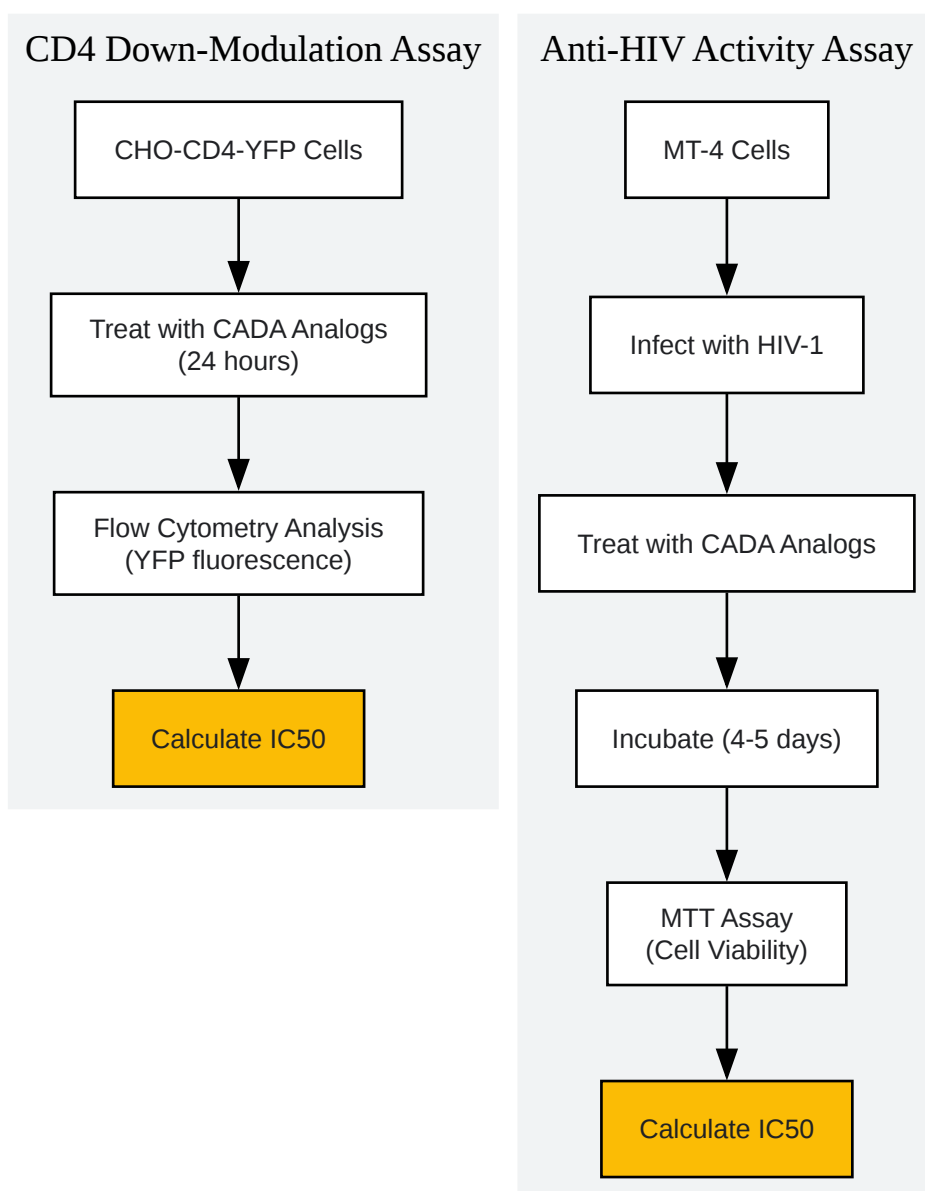 CD4 Down-Modulation Assay
CHO-CD4-YFP Cells
Treat with CADA Analogs
(24 hours)
Flow Cytometry Analysis
(YFP fluorescence)
Calculate IC50
Anti-HIV Activity Assay
MT-4 Cells
Infect with HIV-1
Treat with CADA Analogs
Incubate (4-5 days)
MTT Assay
(Cell Viability)
Calculate IC50